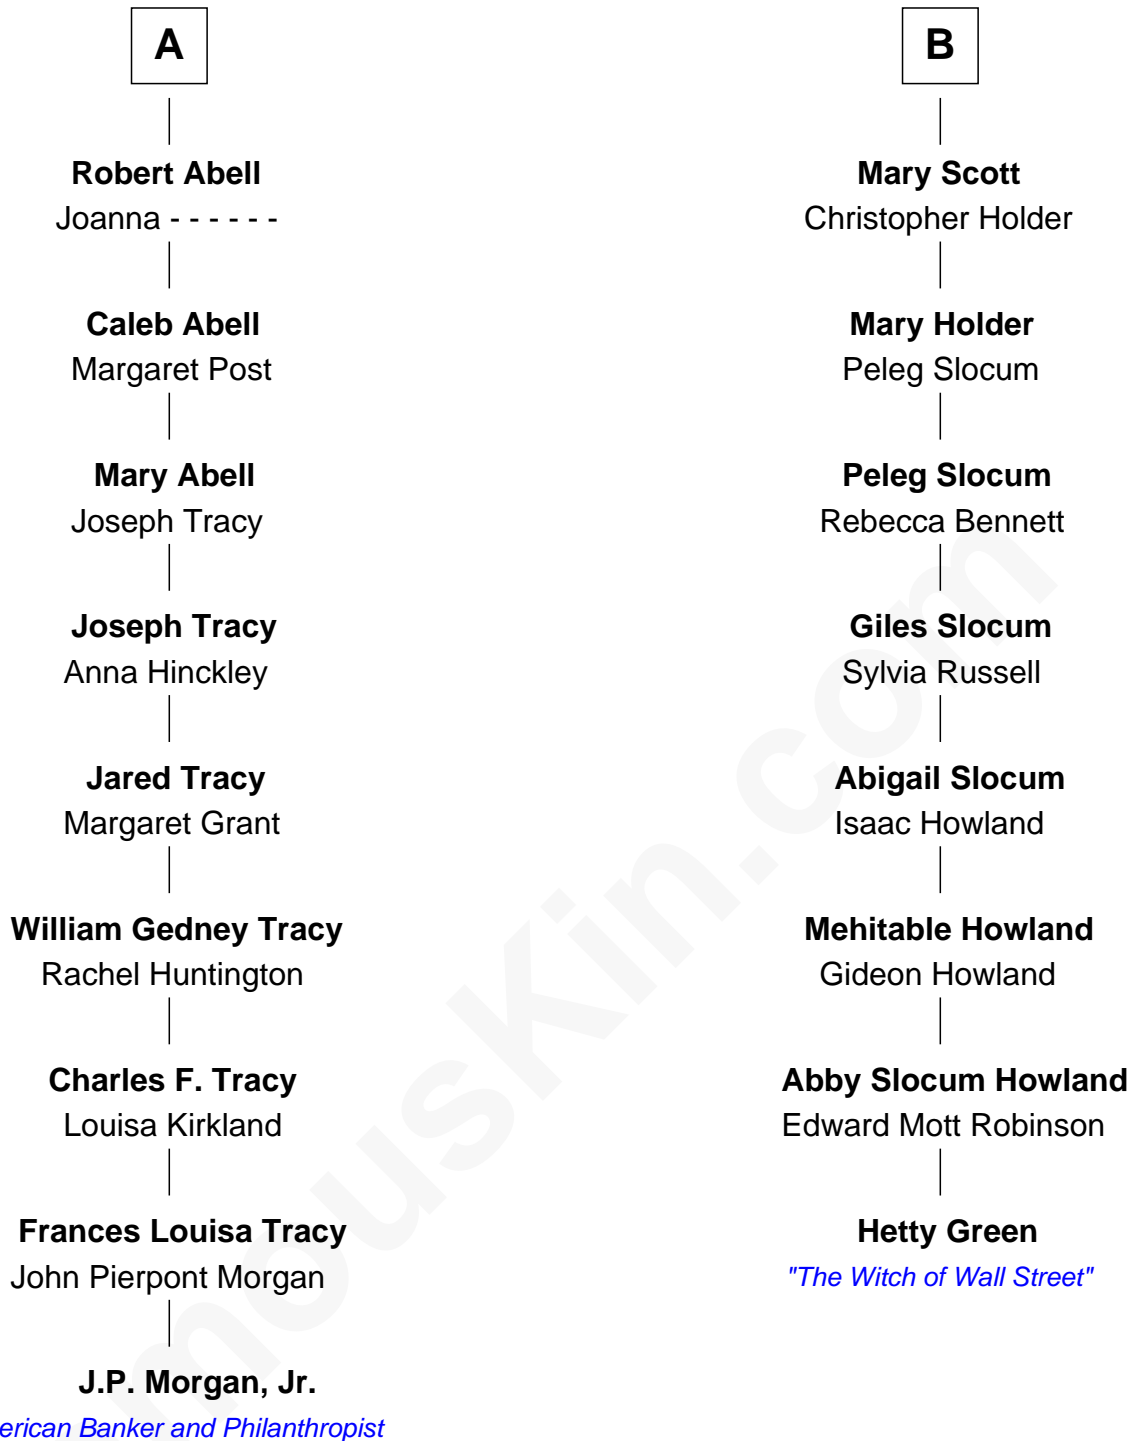 A
Robert Abell
Joanna - - - - - -
Caleb Abell
Margaret Post
Mary Abell
Joseph Tracy
Joseph Tracy
Anna Hinckley
Jared Tracy
Margaret Grant
William Gedney Tracy
Rachel Huntington
Charles F. Tracy
Louisa Kirkland
Frances Louisa Tracy
John Pierpont Morgan
J.P. Morgan, Jr.
erican Banker and Philanthropist
B
Mary Scott
Christopher Holder
Mary Holder
Peleg Slocum
Peleg Slocum
Rebecca Bennett
Giles Slocum
Sylvia Russell
Abigail Slocum
Isaac Howland
Mehitable Howland
Gideon Howland
Abby Slocum Howland
Edward Mott Robinson
Hetty Green
"The Witch of Wall Street"
mousKin.com